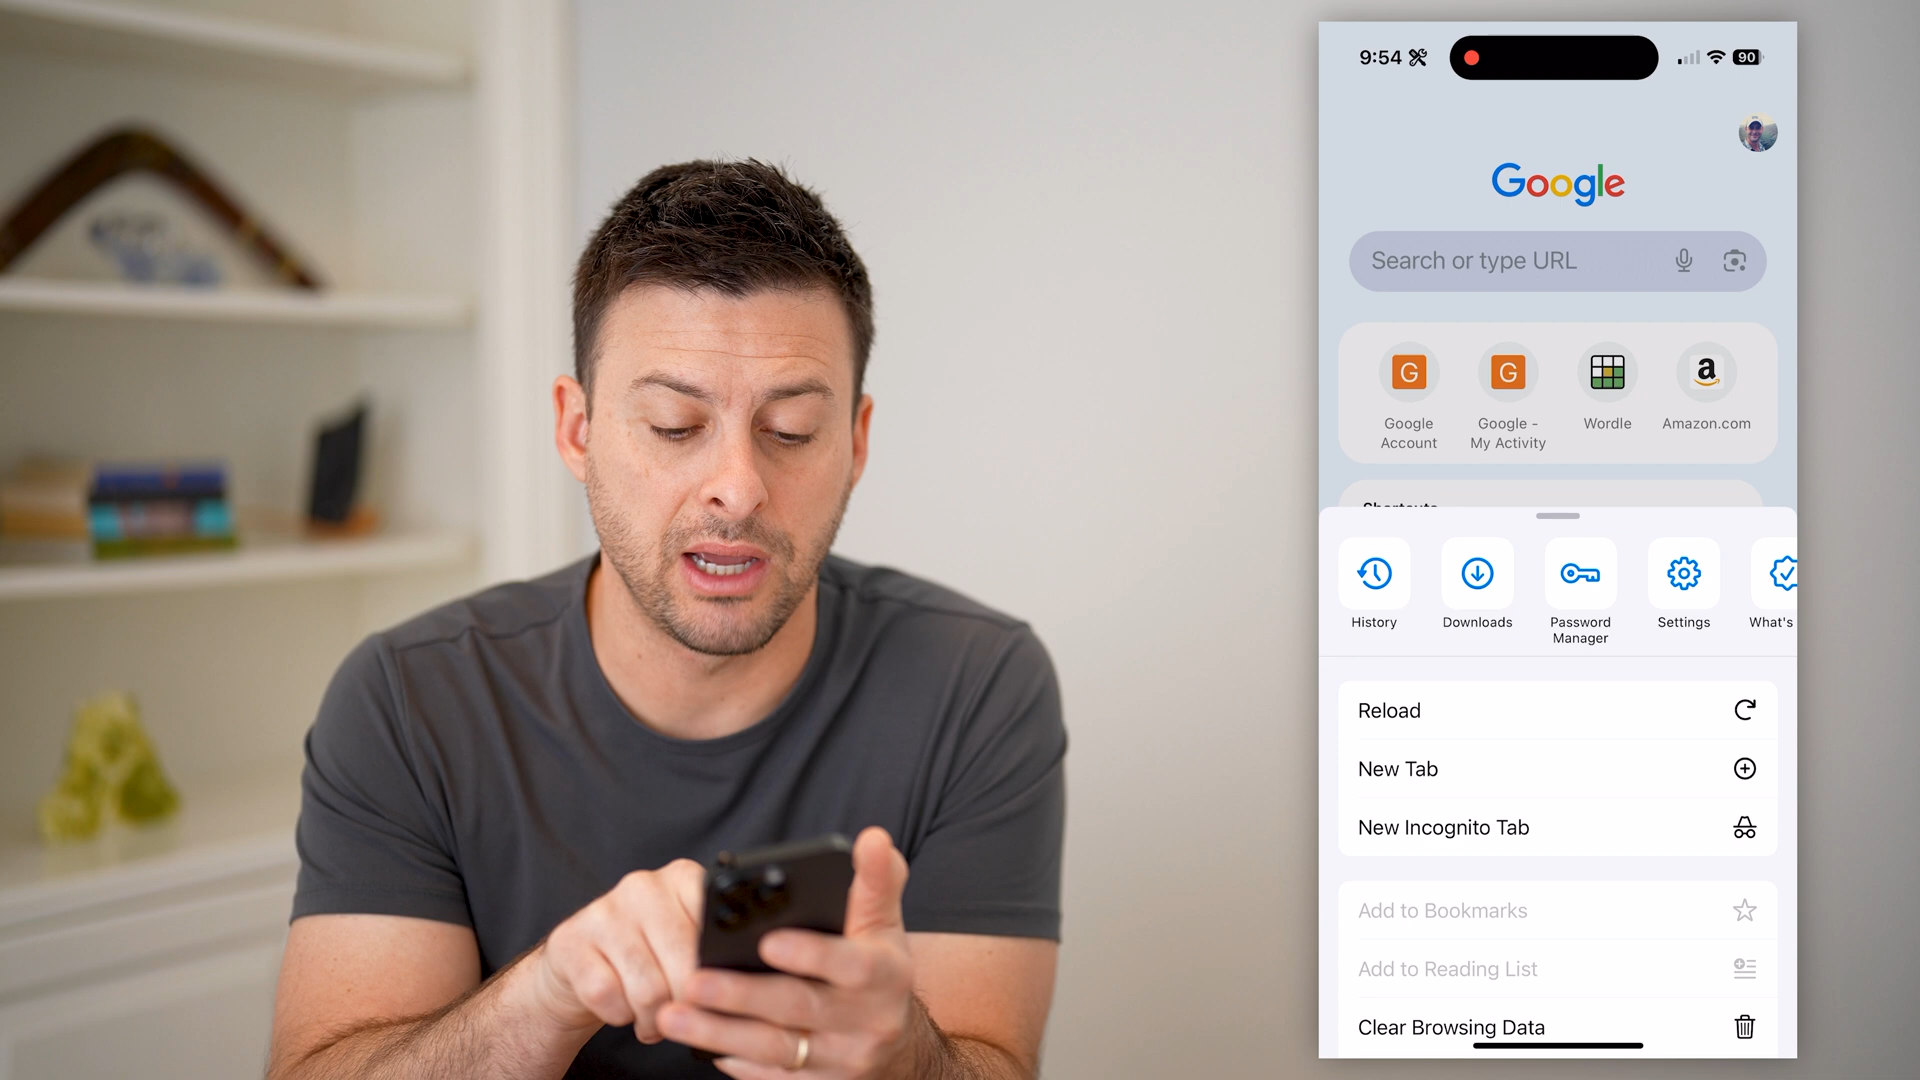 9:54
90
Google
Search or type URL
G
G
a
Google
Account
Google -
My Activity
Wordle
Amazon.com
Shortcuts
History
Downloads
Password
Manager
Settings
What's
Reload
New Tab
New Incognito Tab
Add to Bookmarks
Add to Reading List
Clear Browsing Data